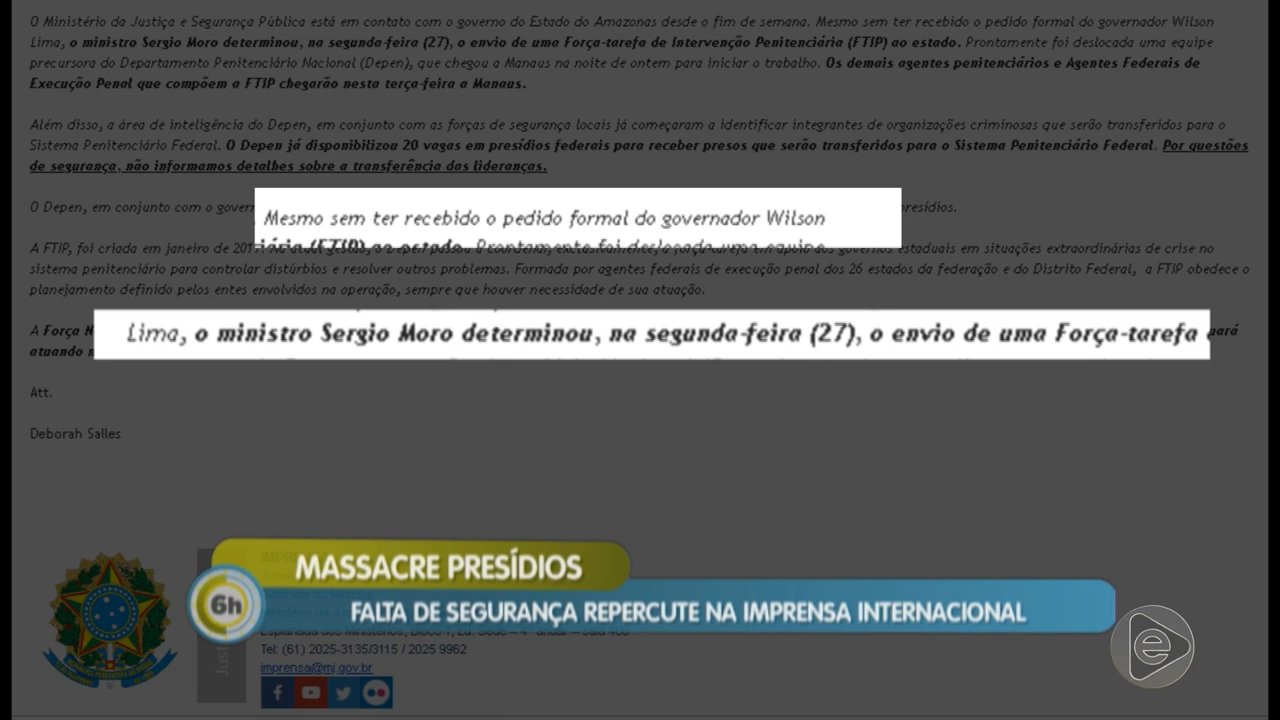 O Ministério da Justiça e Segurança Pública está em contato com o governo do Estado do Amazonas desde o fim de semana. Mesmo sem ter recebido o pedido formal do governador Wilson
Lima, o ministro Sergio Moro determinou, na segunda-feira (27), o envio de uma Força-tarefa de Intervenção Penitenciária (FTIP) ao estado. Prontamente foi deslocada uma equipe
precursora do Departamento Penitenciário Nacional (Depen), que chegou a Manaus na noite de ontem para iniciar o trabalho. Os demais agentes penitenciários e Agentes Federais de
Execução Penal que compõem a FTIP chegarão nesta terça-feira a Manaus.
Além disso, a área de inteligência do Depen, em conjunto com as forças de segurança locais já começaram a identificar integrantes de organizações criminosas que serão transferidos para o
Sistema Penitenciário Federal. O Depen já disponibilizou 20 vagas em presídios federais para receber presos que serão transferidos para o Sistema Penitenciário Federal. Por questões
de segurança, não informamos detalhes sobre a transferência das lideranças.
O Depen, em conjunto com o presídios.
Mesmo sem ter recebido o pedido formal do governador Wilson
A FTIP, foi criada em janeiro de estaduais em situações extraordinárias de crise no
sistema penitenciário para controlar distúrbios e resolver outros problemas. Formada por agentes federais de execução penal dos 26 estados da federação e do Distrito Federal, a FTIP obedece o
planejamento definido pelos entes envolvidos na operação, sempre que houver necessidade de sua atuação.
A Força
Lima, o ministro Sergio Moro determinou, na segunda-feira (27), o envio de uma Força-tarefa
atuando
Att.
Deborah Salles
MASSACRE PRESÍDIOS
6h
FALTA DE SEGURANÇA REPERCUTE NA IMPRENSA INTERNACIONAL
Tel: (61) 2025-3135/3115 / 2025 9962
imprensa@mj.gov.br
e